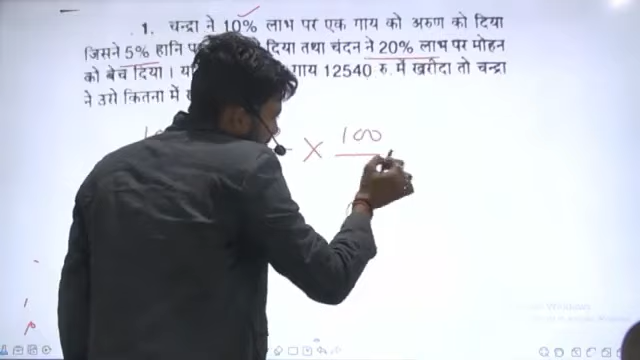 1. चन्द्रा ने 10% लाभ पर एक गाय को अरुण को दिया
जिसने 5% हानि दिया तथा चंदन ने 20% लाभ पर मोहन
को बेच दिया । गाय 12540 रु. में खरीदा तो चन्द्रा
ने उसे कितना में
× 100